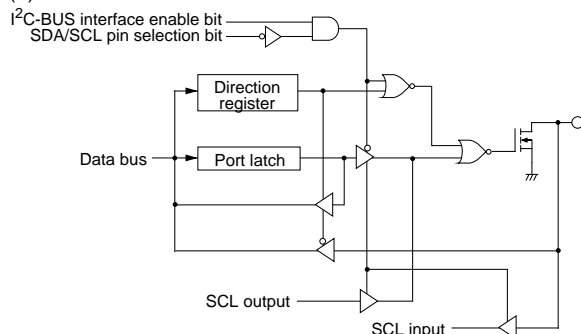 I²C-BUS interface enable bit
SDA/SCL pin selection bit
Direction
register
Data bus
Port latch
SCL output
SCL input